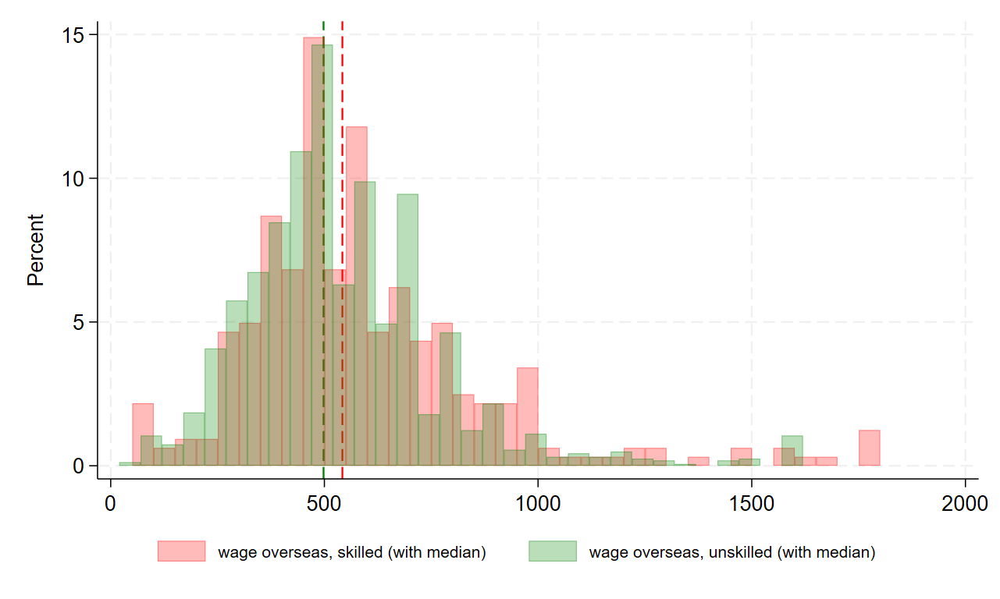 Percent
15
10
5
0
0 500 1000 1500 2000
wage overseas, skilled (with median) wage overseas, unskilled (with median)